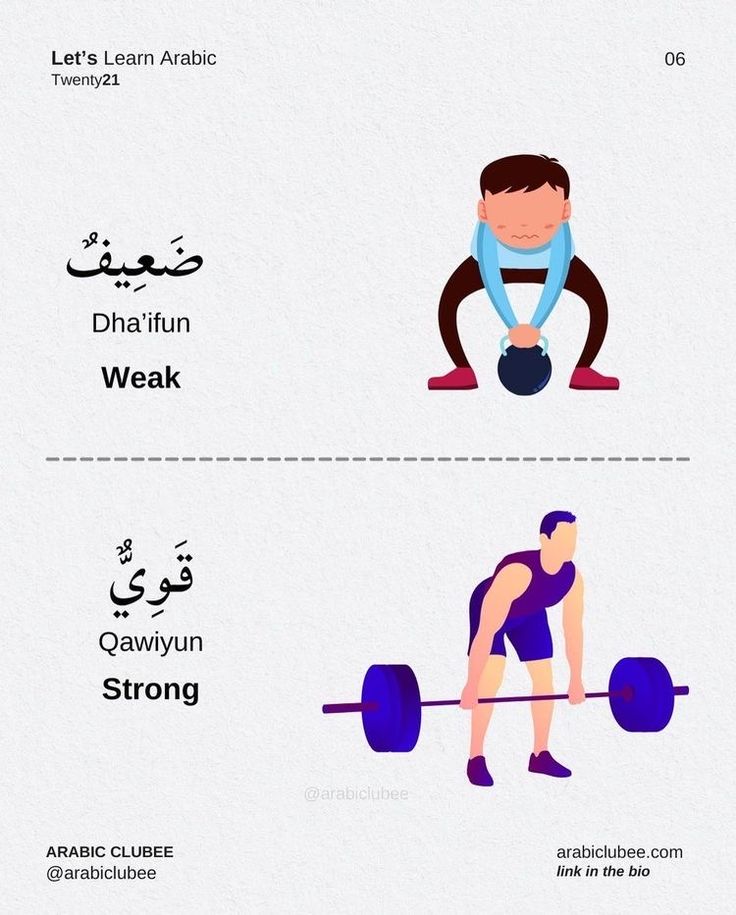 Let's Learn Arabic
Twenty21
06
ضَعِيفٌ
Dha'ifun
Weak
قَوِيٌّ
Qawiyun
Strong
@arabiclubee
ARABIC CLUBEE
@arabiclubee
arabiclubee.com
link in the bio